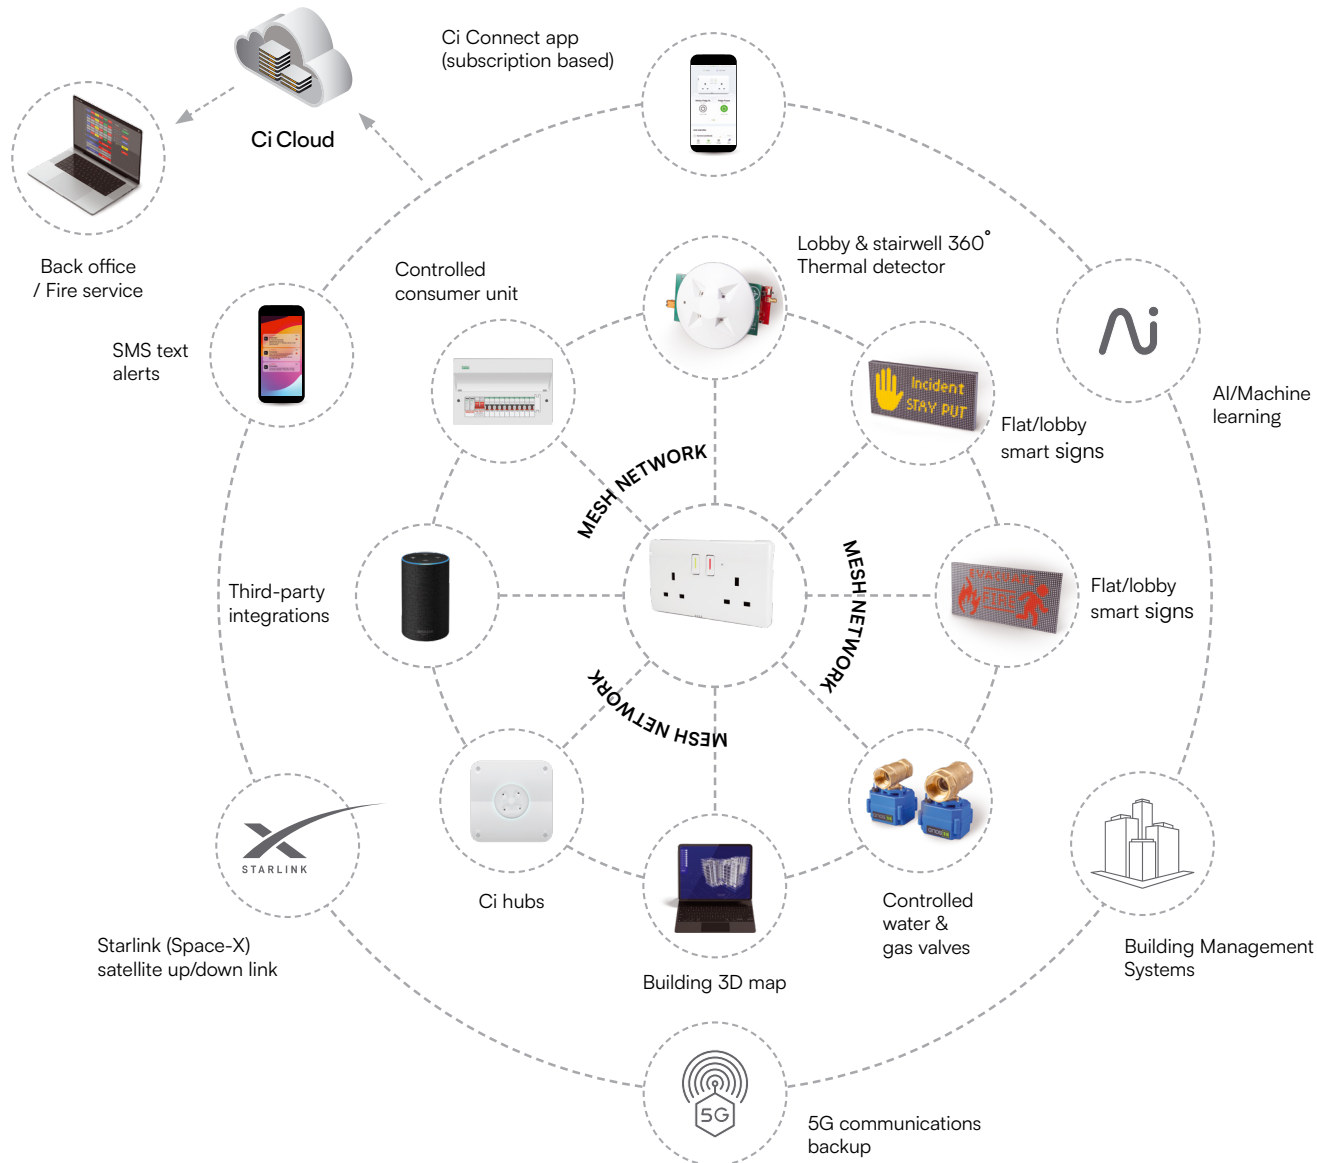 Ci Connect app
(subscription based)
Ci Cloud
Back office
/ Fire service
Controlled
consumer unit
Lobby & stairwell 360°
Thermal detector
SMS text
alerts
Incident
STAY PUT
Flat/lobby
smart signs
AI/Machine
learning
MESH NETWORK
MESH NETWORK
MESH NETWORK
Third-party
integrations
EVACUATE
FIRE
Flat/lobby
smart signs
STARLINK
Starlink (Space-X)
satellite up/down link
Ci hubs
Building 3D map
Controlled
water &
gas valves
Building Management
Systems
5G
5G communications
backup